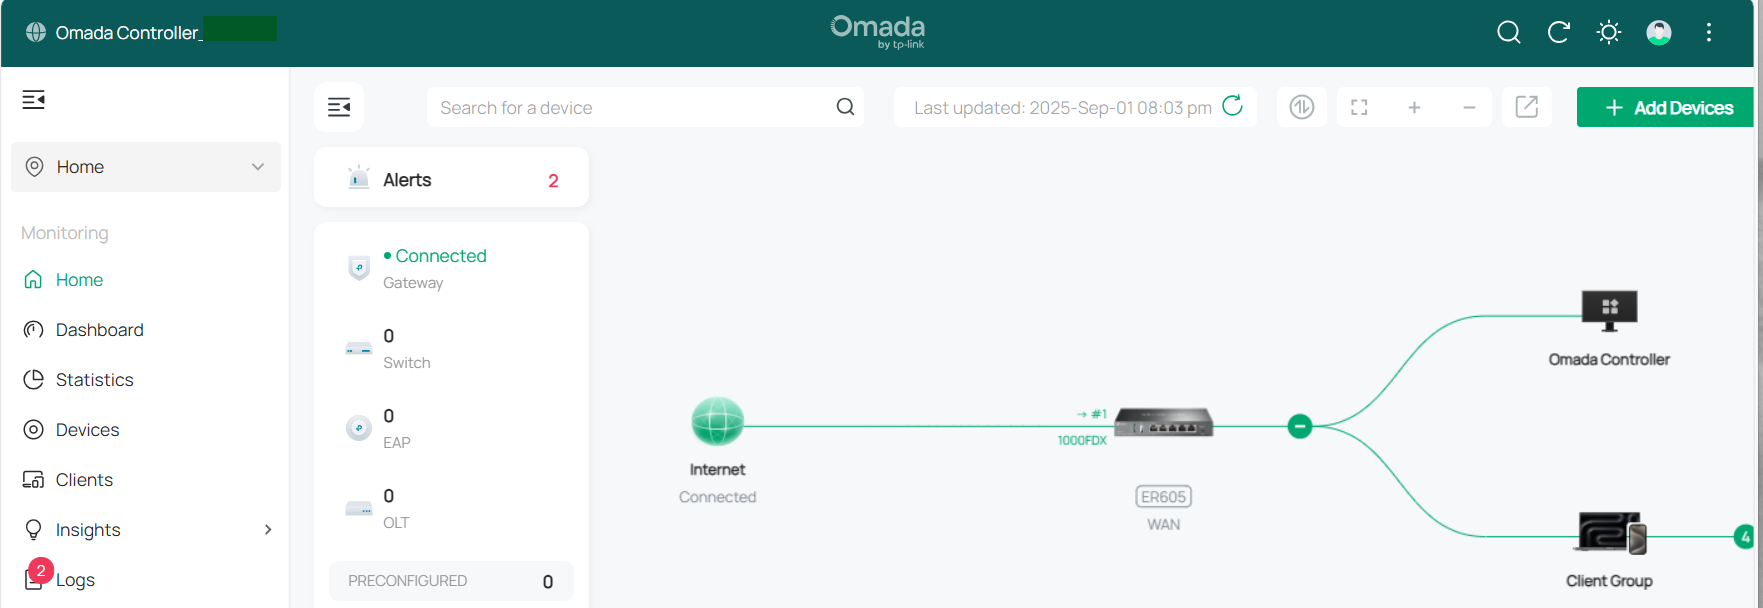 Omada Controller_
Omada
by tp-link
Search for a device
Last updated: 2025-Sep-01 08:03 pm
+ Add Devices
Home
Monitoring
Home
Dashboard
Statistics
Devices
Clients
Insights
2
Logs
Alerts 2
Connected
Gateway
0
Switch
0
EAP
0
OLT
PRECONFIGURED 0
Internet
Connected
→ #1
1000FDX
ER605
WAN
Omada Controller
4
Client Group